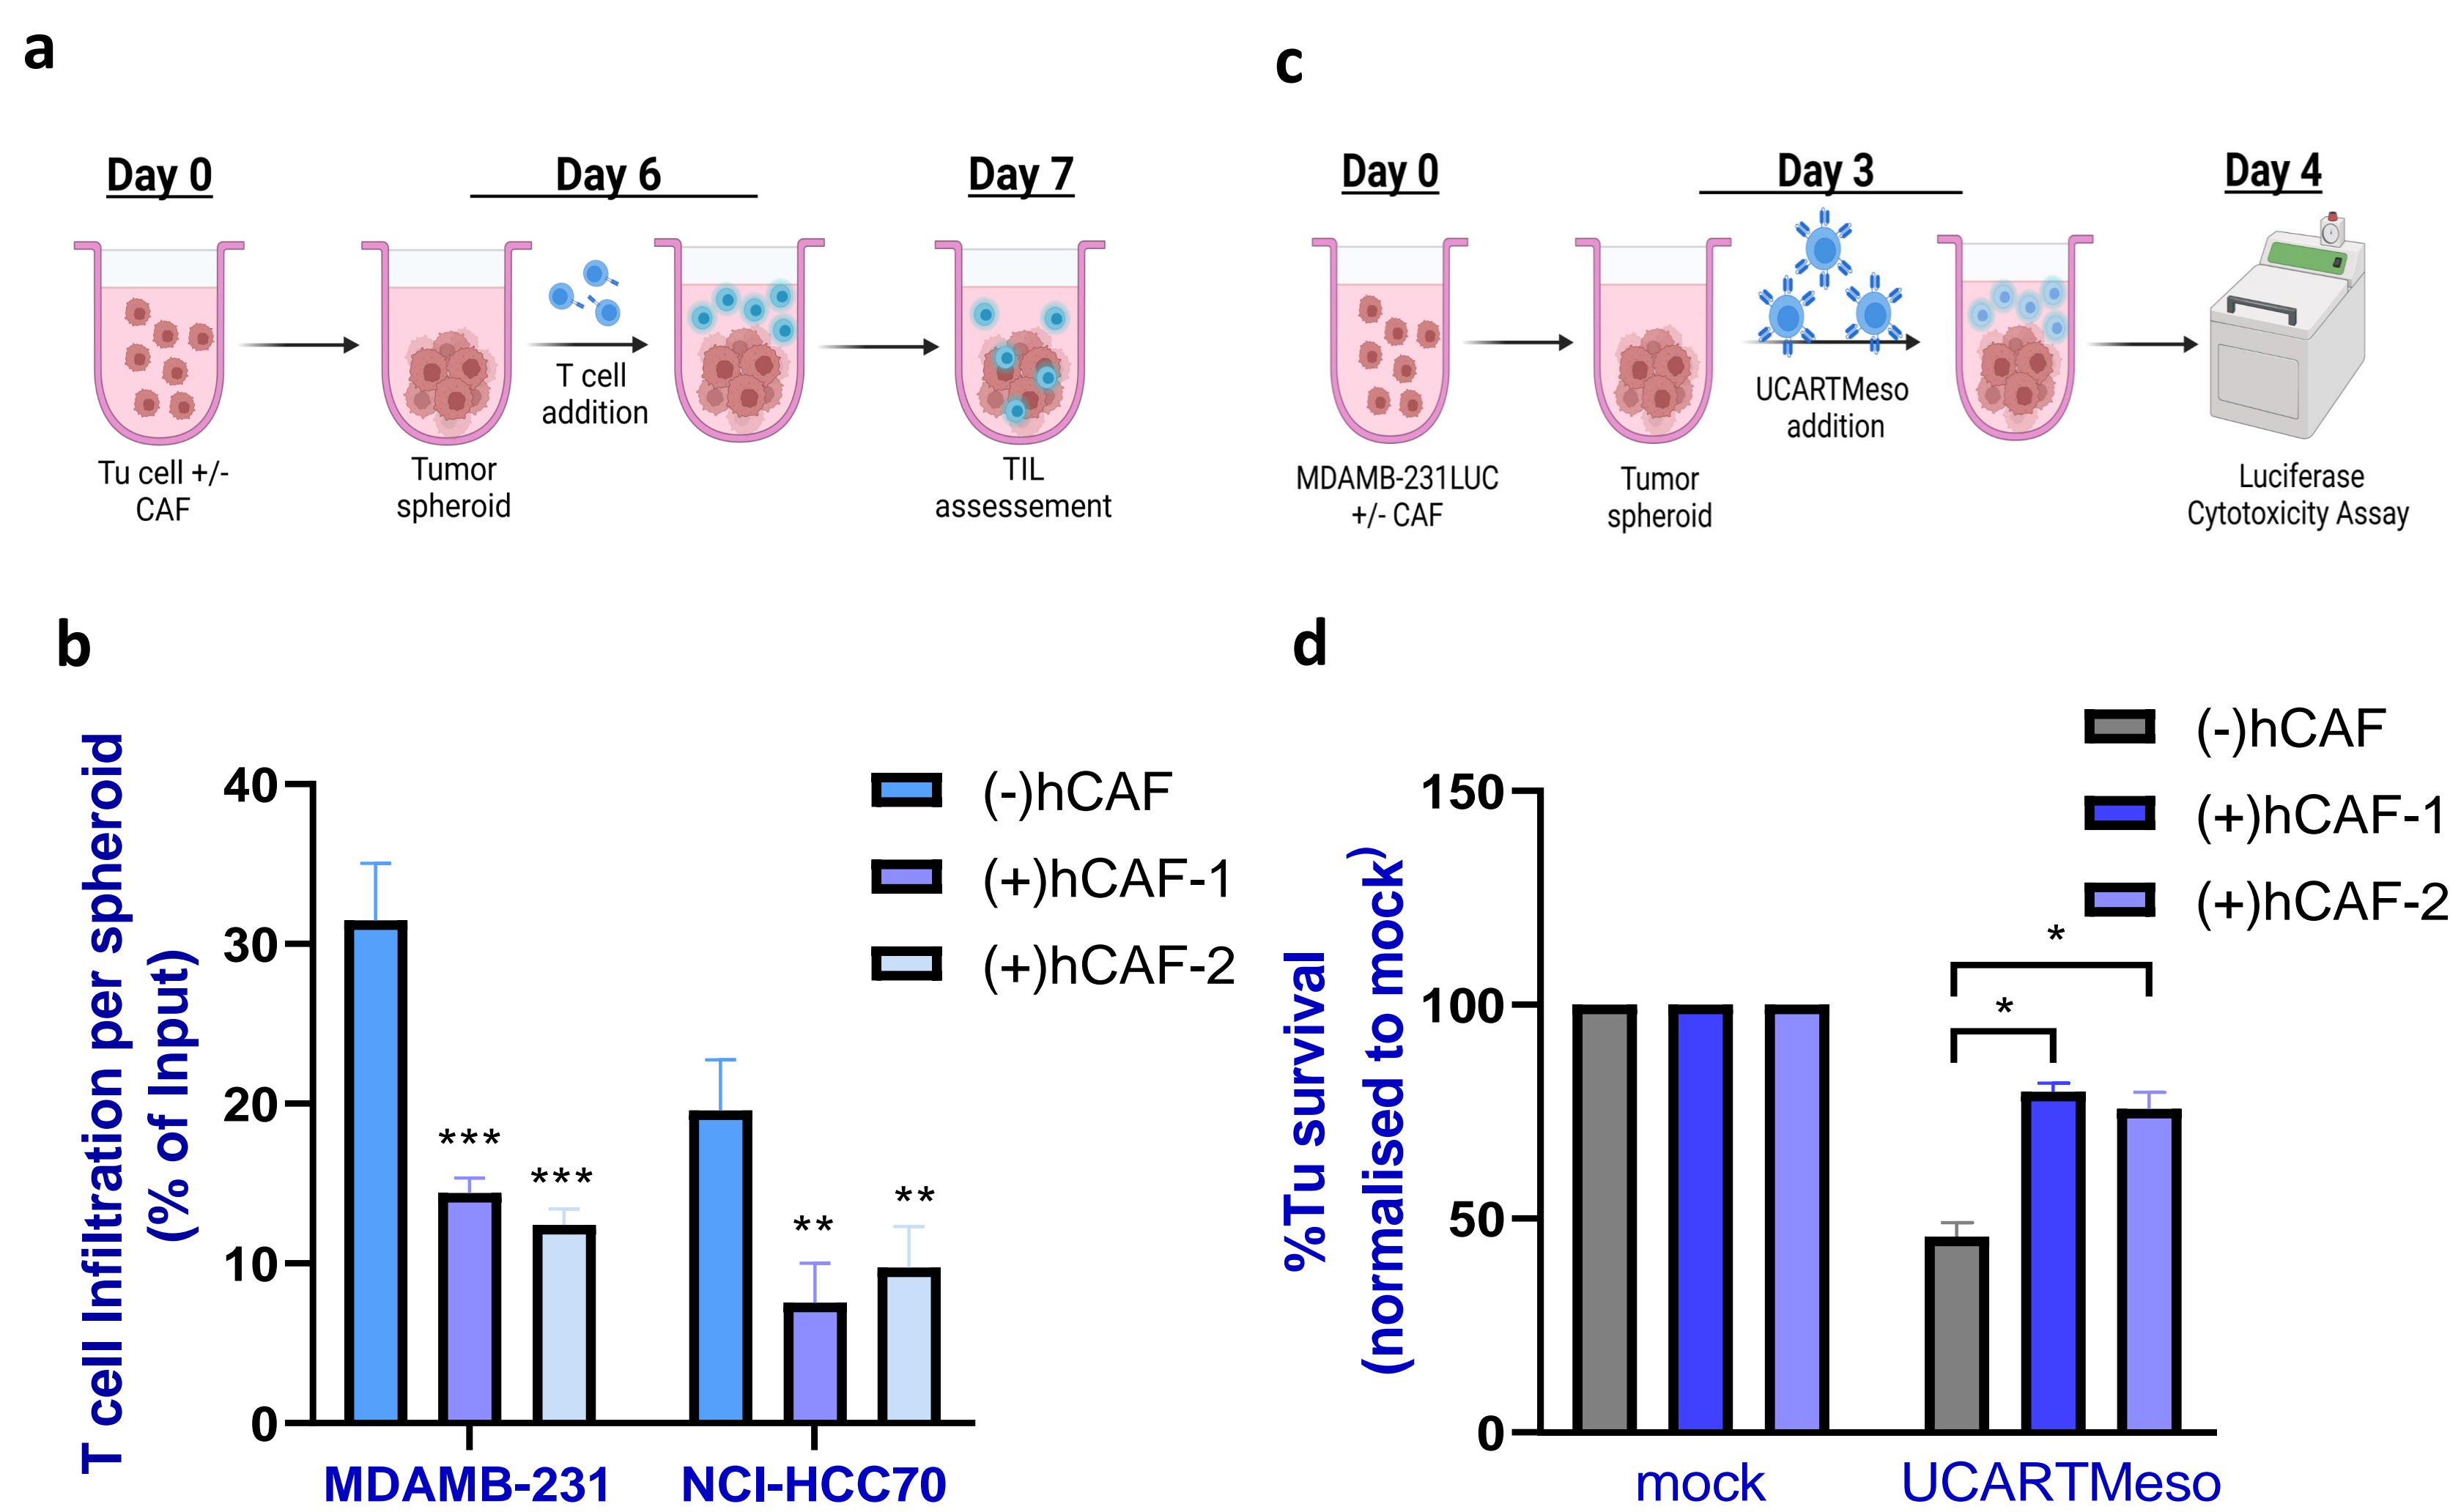 a
Day 0
Day 6
Day 7
T cell
addition
Tu cell +/-
CAF
Tumor
spheroid
TIL
assessement
c
Day 0
Day 3
Day 4
UCARTMeso
addition
MDAMB-231LUC
+/- CAF
Tumor
spheroid
Luciferase
Cytotoxicity Assay
b
T cell Infiltration per spheroid
(% of Input)
40
30
20
10
0
(-)hCAF
(+)hCAF-1
(+)hCAF-2
***
***
**
**
MDAMB-231
NCI-HCC70
d
%Tu survival
(normalised to mock)
150
100
50
0
(-)hCAF
(+)hCAF-1
(+)hCAF-2
*
*
mock
UCARTMeso